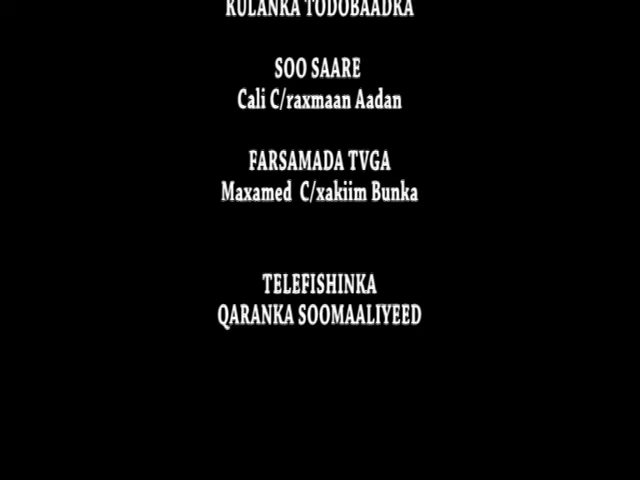 KULANKA TODOBAADKA
SOO SAARE
Cali C/raxmaan Aadan
FARSAMADA TVGA
Maxamed C/xakiim Bunka
TELEFISHINKA
QARANKA SOOMAALIYEED